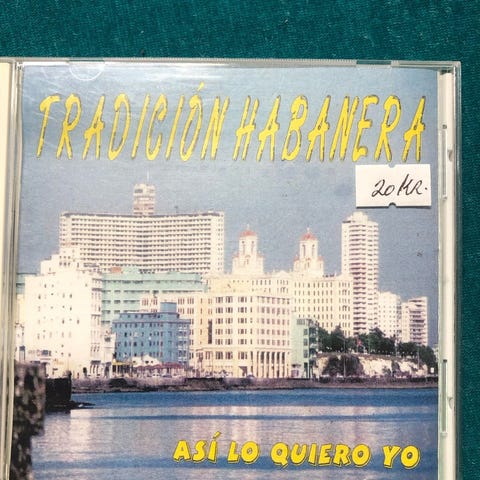 TRADICIÓN HABANERA
20 KR.
ASÍ LO QUIERO YO